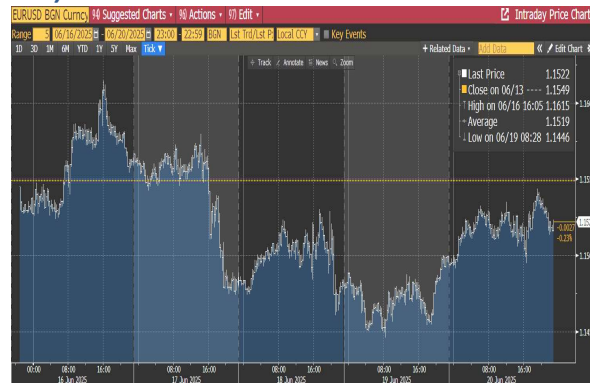 EURUSD BGN Curncy 94) Suggested Charts 96) Actions 97) Edit Intraday Price Chart
Range 5 06/16/2025 - 06/20/2025 23:00 - 22:59 BGN Lst Trd/Lst P Local CCY Key Events
1D 3D 1M 6M YTD 1Y 5Y Max Tick + Related Data Add Data « Edit Chart
Track Annotate News Zoom
Last Price 1.1522
Close on 06/13 ---- 1.1549
High on 06/16 16:05 1.1615
Average 1.1519
Low on 06/19 08:28 1.1446
-0.0027
-0.23%
00:00 08:00 16:00 08:00 16:00 08:00 16:00 08:00 16:00 08:00 16:00
16 Jun 2025 17 Jun 2025 18 Jun 2025 19 Jun 2025 20 Jun 2025